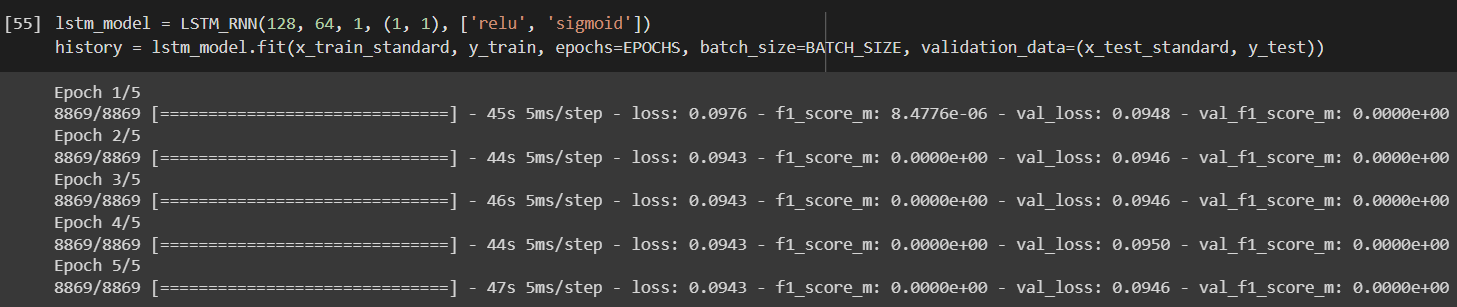 [55] lstm_model = LSTM_RNN(128, 64, 1, (1, 1), ['relu', 'sigmoid'])
history = lstm_model.fit(x_train_standard, y_train, epochs=EPOCHS, batch_size=BATCH_SIZE, validation_data=(x_test_standard, y_test))
Epoch 1/5
8869/8869 [==============================] - 45s 5ms/step - loss: 0.0976 - f1_score_m: 8.4776e-06 - val_loss: 0.0948 - val_f1_score_m: 0.0000e+00
Epoch 2/5
8869/8869 [==============================] - 44s 5ms/step - loss: 0.0943 - f1_score_m: 0.0000e+00 - val_loss: 0.0946 - val_f1_score_m: 0.0000e+00
Epoch 3/5
8869/8869 [==============================] - 46s 5ms/step - loss: 0.0943 - f1_score_m: 0.0000e+00 - val_loss: 0.0946 - val_f1_score_m: 0.0000e+00
Epoch 4/5
8869/8869 [==============================] - 44s 5ms/step - loss: 0.0943 - f1_score_m: 0.0000e+00 - val_loss: 0.0950 - val_f1_score_m: 0.0000e+00
Epoch 5/5
8869/8869 [==============================] - 47s 5ms/step - loss: 0.0943 - f1_score_m: 0.0000e+00 - val_loss: 0.0946 - val_f1_score_m: 0.0000e+00